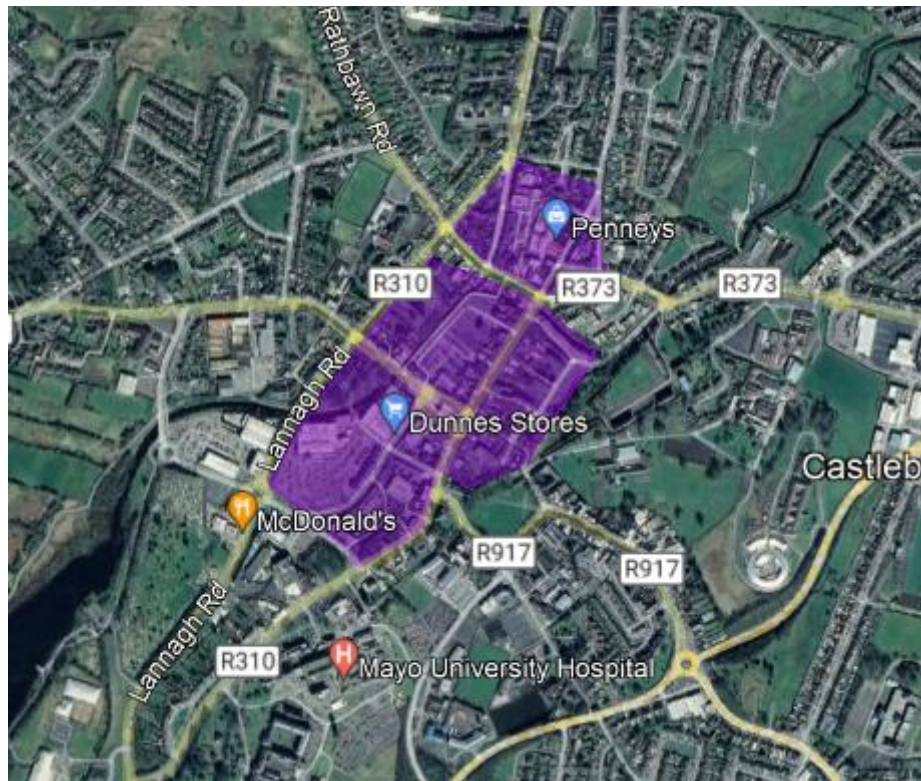 Rathbawn Rd
Penneys
R310
R373
R373
Lannagh Rd
Dunnes Stores
Castleb
McDonald's
R917
R917
Lannagh Rd
R310
Mayo University Hospital
H